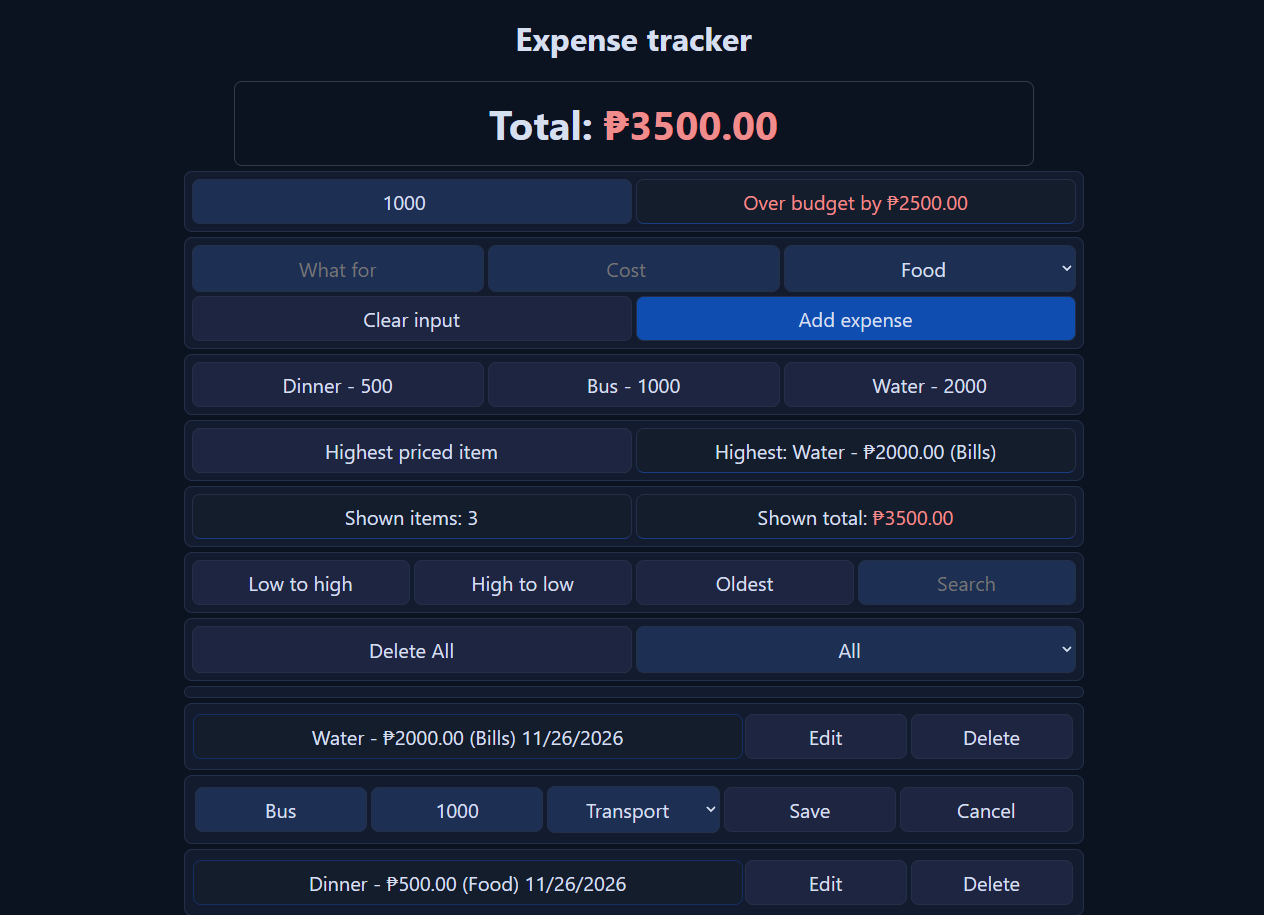 Expense tracker
Total: ₱3500.00
1000 Over budget by ₱2500.00
What for Cost Food
Clear input Add expense
Dinner - 500 Bus - 1000 Water - 2000
Highest priced item Highest: Water - ₱2000.00 (Bills)
Shown items: 3 Shown total: ₱3500.00
Low to high High to low Oldest Search
Delete All All
Water - ₱2000.00 (Bills) 11/26/2026 Edit Delete
Bus 1000 Transport Save Cancel
Dinner - ₱500.00 (Food) 11/26/2026 Edit Delete